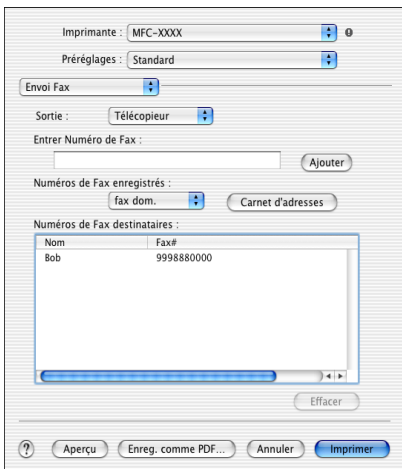 Imprimante : MFC-XXXX
Préréglages : Standard
Envoi Fax
Sortie : Télécopieur
Entrer Numéro de Fax :
Ajouter
Numéros de Fax enregistrés :
fax dom. Carnet d'adresses
Numéros de Fax destinataires :
Nom Fax#
Bob 9998880000
Effacer
? Aperçu Enreg. comme PDF... Annuler Imprimer